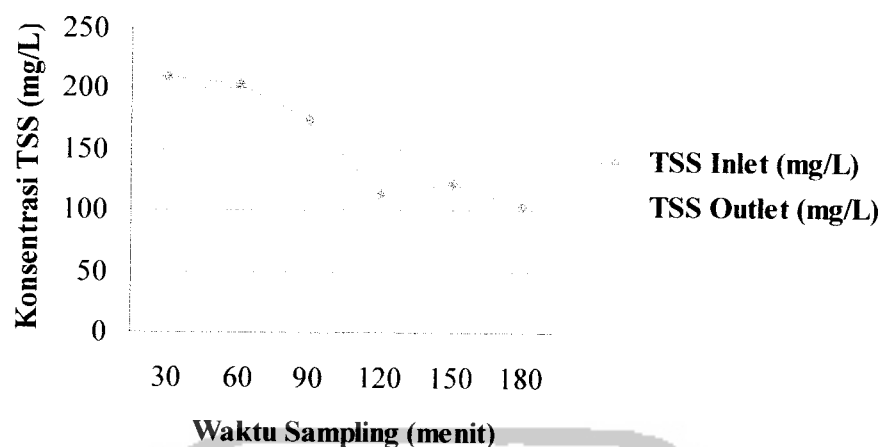 Konsentrasi TSS (mg/L)
250
200
150
100
50
0
30 60 90 120 150 180
Waktu Sampling (menit)
TSS Inlet (mg/L)
TSS Outlet (mg/L)